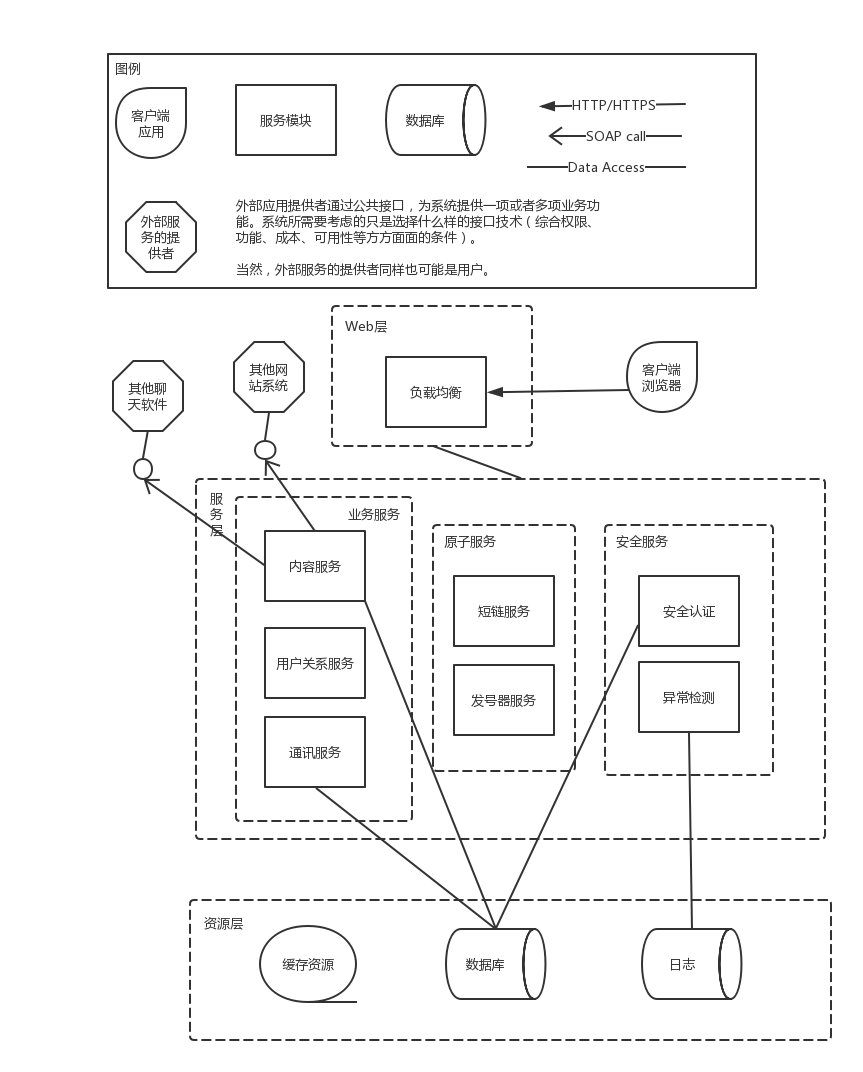 图例
客户端
应用
服务模块
数据库
HTTP/HTTPS
SOAP call
Data Access
外部服
务的提
供者
外部应用提供者通过公共接口，为系统提供一项或者多项业务功
能。系统所需要考虑的只是选择什么样的接口技术（综合权限、
功能、成本、可用性等方方面面的条件）。
当然，外部服务的提供者同样也可能是用户。
Web层
负载均衡
客户端
浏览器
其他网
站系统
其他聊
天软件
服
务
层
业务服务
内容服务
用户关系服务
通讯服务
原子服务
短链服务
发号器服务
安全服务
安全认证
异常检测
资源层
缓存资源
数据库
日志